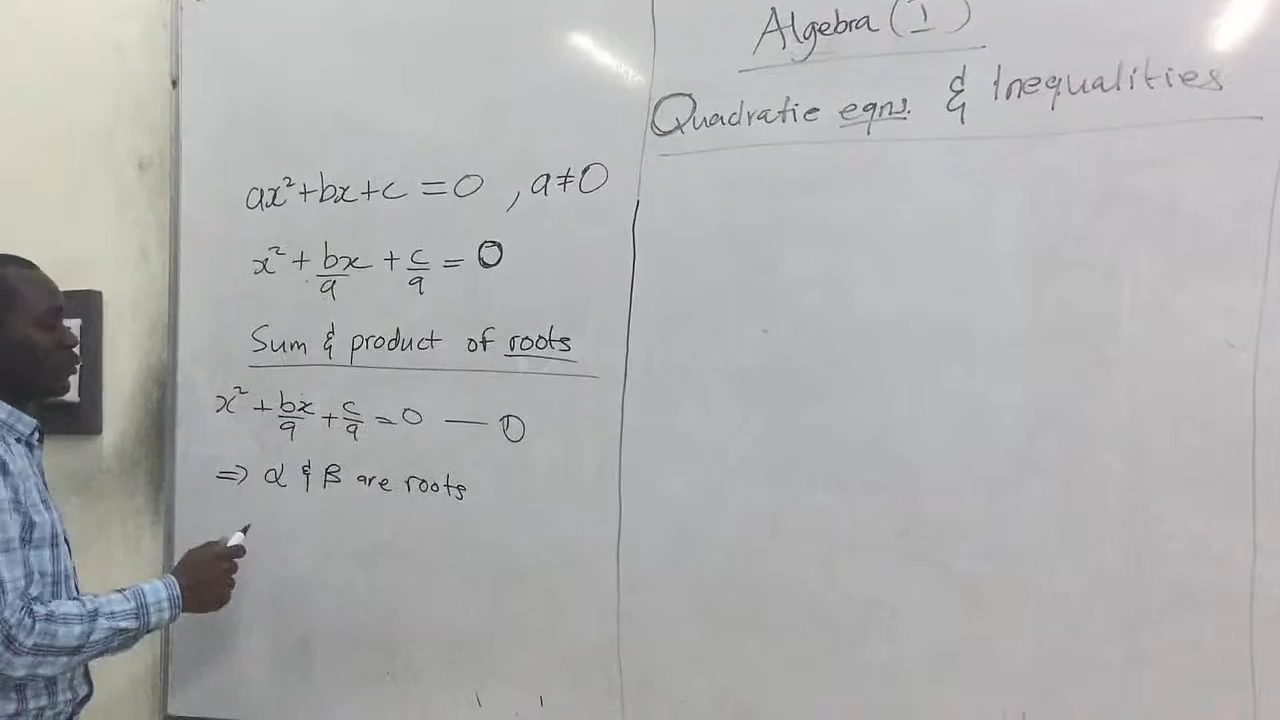 Algebra (1)
Quadratic eqns. & Inequalities
ax² + bx + c = 0 , a ≠ 0
x² + bx/a + c/a = 0
Sum & product of roots
x² + bx/a + c/a = 0 — ①
⇒ α & β are roots